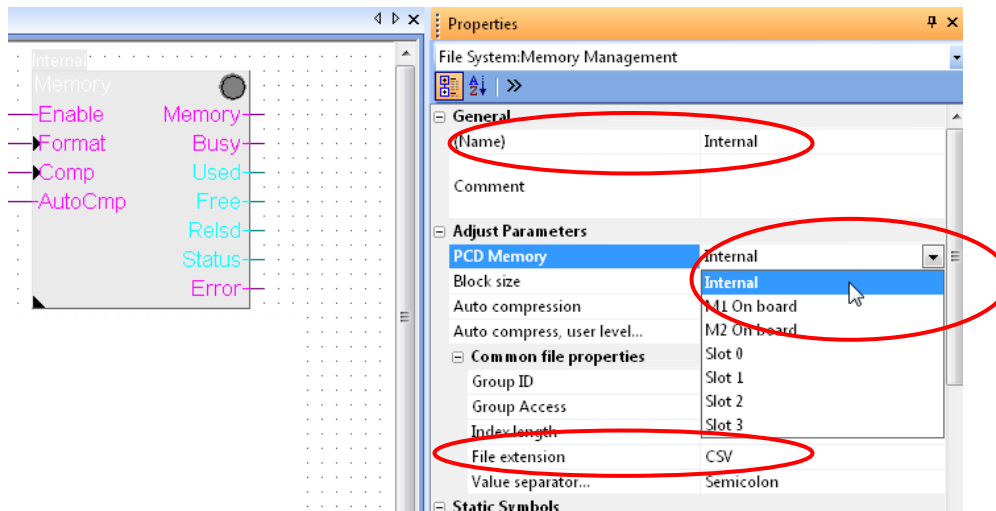 Internal
Memory
Enable Memory
Format Busy
Comp Used
AutoCmp Free
Relsd
Status
Error
Properties
File System:Memory Management
General
(Name) Internal
Comment
Adjust Parameters
PCD Memory Internal
Block size Internal
Auto compression M1 On board
Auto compress, user level... M2 On board
Common file properties Slot 0
Group ID Slot 1
Group Access Slot 2
Index length Slot 3
File extension CSV
Value separator... Semicolon
Static Symbols